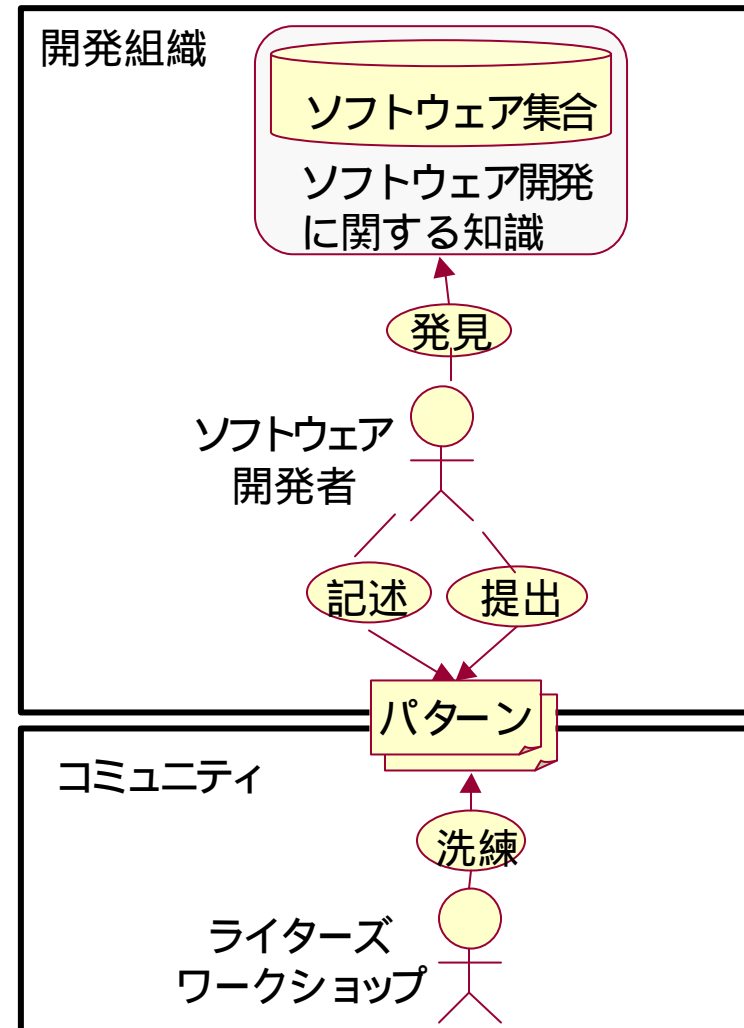 開発組織
ソフトウェア集合
ソフトウェア開発
に関する知識
発見
ソフトウェア
開発者
記述
提出
パターン
コミュニティ
洗練
ライターズ
ワークショップ